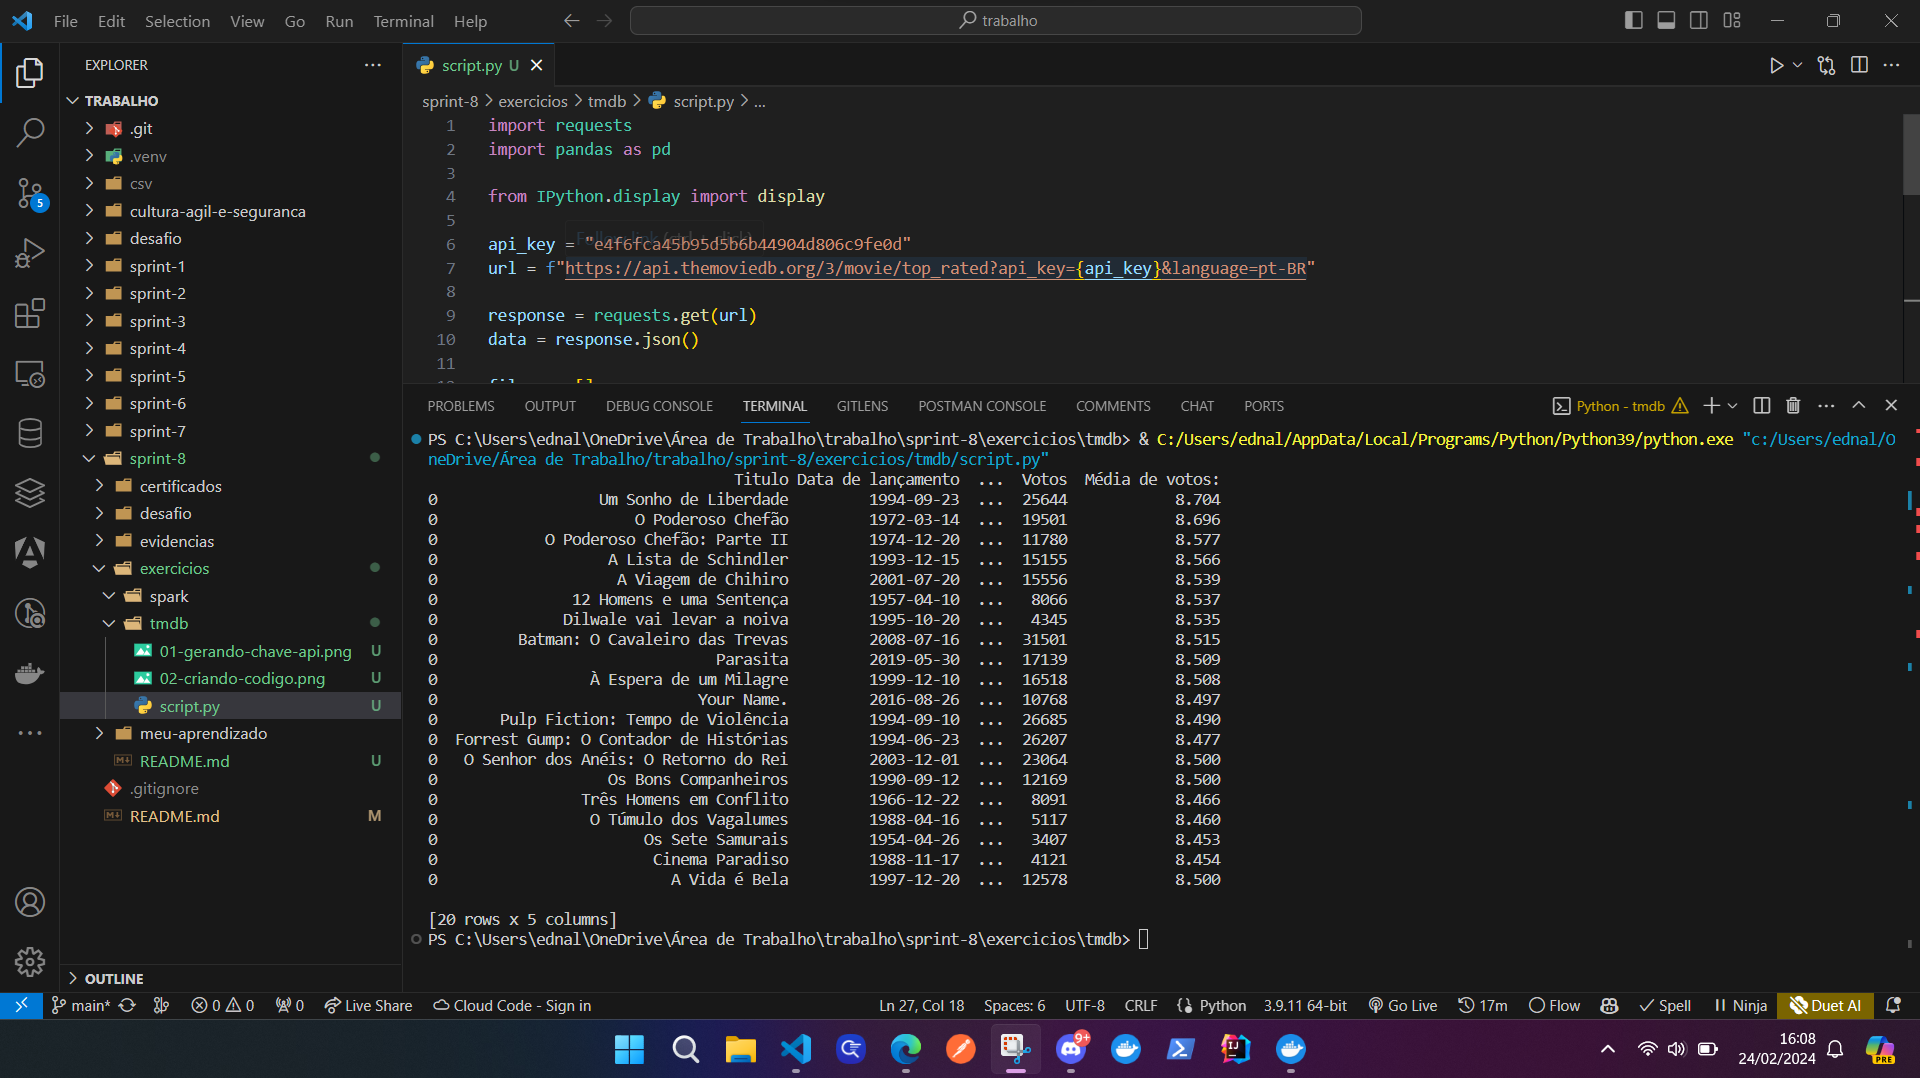 File Edit Selection View Go Run Terminal Help
trabalho
EXPLORER
TRABALHO
.git
.venv
csv
cultura-agil-e-seguranca
desafio
sprint-1
sprint-2
sprint-3
sprint-4
sprint-5
sprint-6
sprint-7
sprint-8
certificados
desafio
evidencias
exercicios
spark
tmdb
01-gerando-chave-api.png U
02-criando-codigo.png U
script.py U
meu-aprendizado
README.md U
.gitignore
README.md M
OUTLINE
5
script.py U
sprint-8 > exercicios > tmdb > script.py > ...
1 import requests
2 import pandas as pd
3
4 from IPython.display import display
5
6 api_key = "e4f6fca45b95d5b6b44904d806c9fe0d"
7 url = f"https://api.themoviedb.org/3/movie/top_rated?api_key={api_key}&language=pt-BR"
8
9 response = requests.get(url)
10 data = response.json()
11
PROBLEMS OUTPUT DEBUG CONSOLE TERMINAL GITLENS POSTMAN CONSOLE COMMENTS CHAT PORTS
Python - tmdb
PS C:\Users\ednal\OneDrive\Área de Trabalho\trabalho\sprint-8\exercicios\tmdb> & C:/Users/ednal/AppData/Local/Programs/Python/Python39/python.exe "c:/Users/ednal/O
neDrive/Área de Trabalho/trabalho/sprint-8/exercicios/tmdb/script.py"
Titulo Data de lançamento ... Votos Média de votos:
0 Um Sonho de Liberdade 1994-09-23 ... 25644 8.704
0 O Poderoso Chefão 1972-03-14 ... 19501 8.696
0 O Poderoso Chefão: Parte II 1974-12-20 ... 11780 8.577
0 A Lista de Schindler 1993-12-15 ... 15155 8.566
0 A Viagem de Chihiro 2001-07-20 ... 15556 8.539
0 12 Homens e uma Sentença 1957-04-10 ... 8066 8.537
0 Dilwale vai levar a noiva 1995-10-20 ... 4345 8.535
0 Batman: O Cavaleiro das Trevas 2008-07-16 ... 31501 8.515
0 Parasita 2019-05-30 ... 17139 8.509
0 À Espera de um Milagre 1999-12-10 ... 16518 8.508
0 Your Name. 2016-08-26 ... 10768 8.497
0 Pulp Fiction: Tempo de Violência 1994-09-10 ... 26685 8.490
0 Forrest Gump: O Contador de Histórias 1994-06-23 ... 26207 8.477
0 O Senhor dos Anéis: O Retorno do Rei 2003-12-01 ... 23064 8.500
0 Os Bons Companheiros 1990-09-12 ... 12169 8.500
0 Três Homens em Conflito 1966-12-22 ... 8091 8.466
0 O Túmulo dos Vagalumes 1988-04-16 ... 5117 8.460
0 Os Sete Samurais 1954-04-26 ... 3407 8.453
0 Cinema Paradiso 1988-11-17 ... 4121 8.454
0 A Vida é Bela 1997-12-20 ... 12578 8.500
[20 rows x 5 columns]
PS C:\Users\ednal\OneDrive\Área de Trabalho\trabalho\sprint-8\exercicios\tmdb>
main* 0 0 0 Live Share Cloud Code - Sign in Ln 27, Col 18 Spaces: 6 UTF-8 CRLF Python 3.9.11 64-bit Go Live 17m Flow Spell Ninja Duet AI
9+
16:08
24/02/2024
PRE